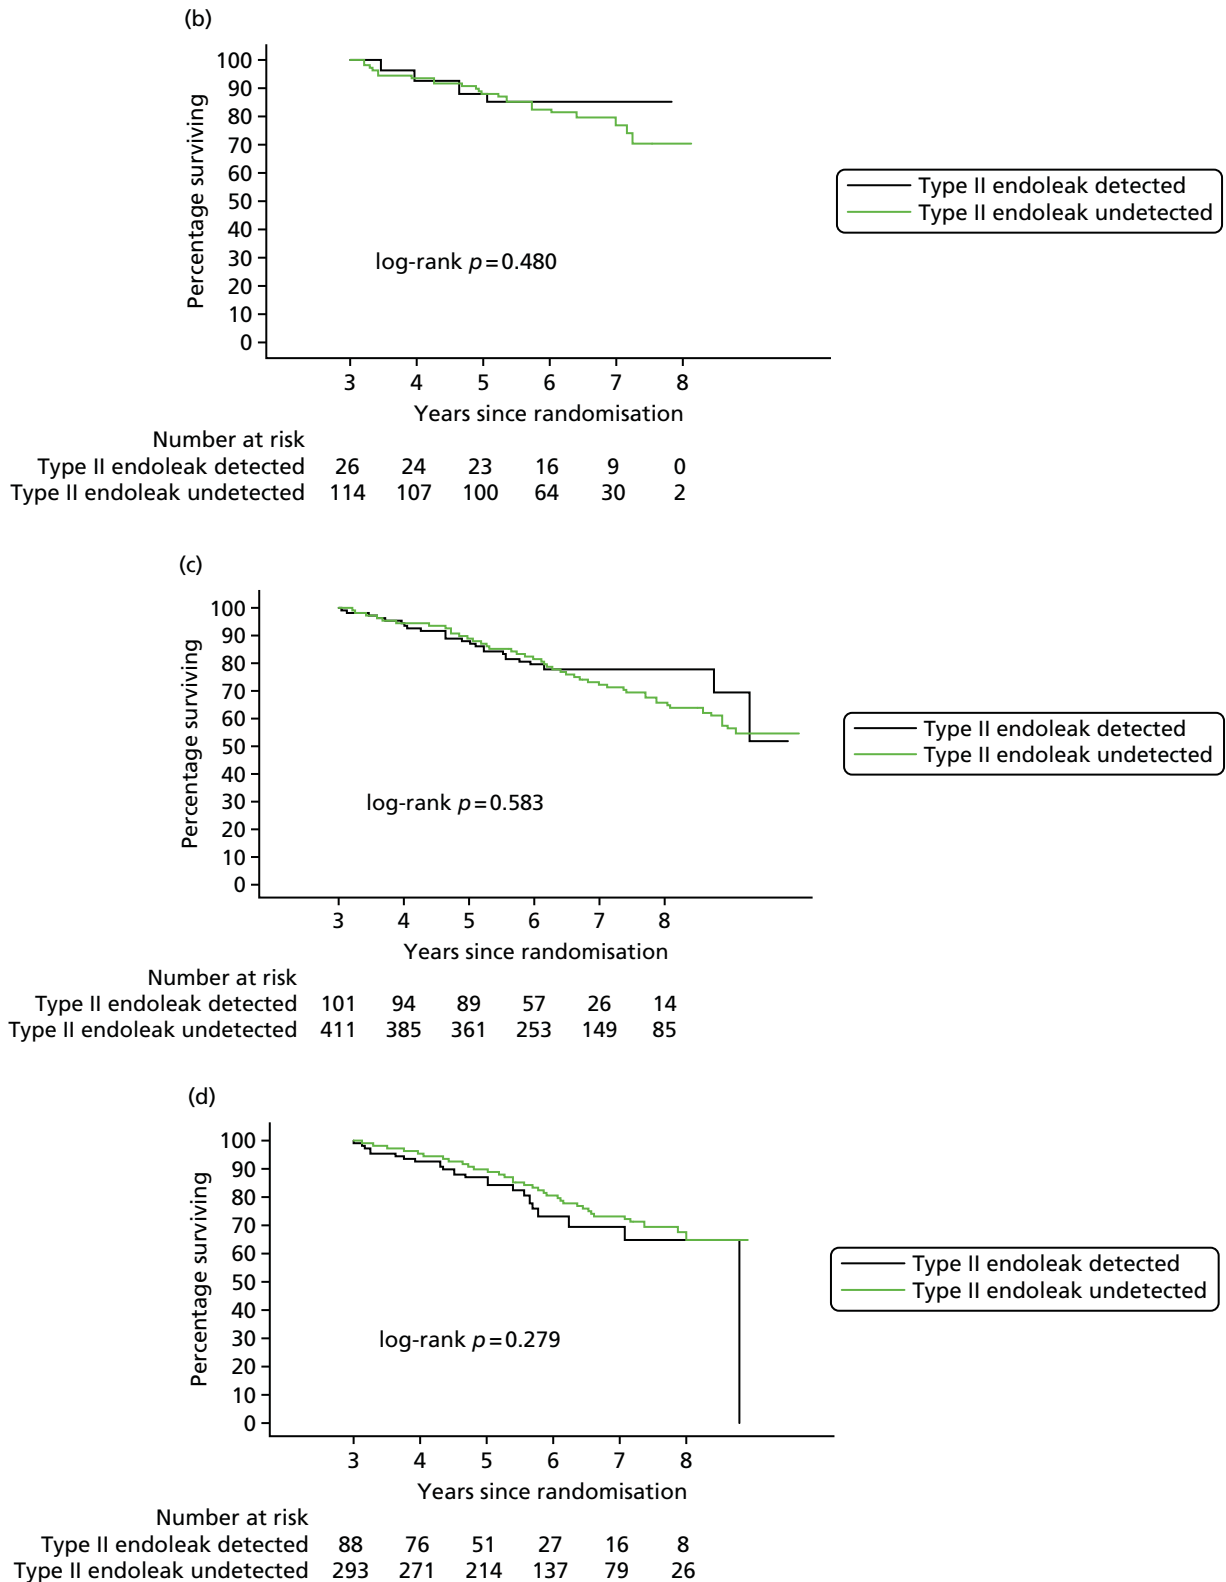 (b)
100
90
80
70
60
50
40
30
20
10
0
Percentage surviving
log-rank p=0.480
Type II endoleak detected
Type II endoleak undetected
3 4 5 6 7 8
Years since randomisation
Number at risk
Type II endoleak detected 26 24 23 16 9 0
Type II endoleak undetected 114 107 100 64 30 2
(c)
100
90
80
70
60
50
40
30
20
10
0
Percentage surviving
log-rank p=0.583
Type II endoleak detected
Type II endoleak undetected
3 4 5 6 7 8
Years since randomisation
Number at risk
Type II endoleak detected 101 94 89 57 26 14
Type II endoleak undetected 411 385 361 253 149 85
(d)
100
90
80
70
60
50
40
30
20
10
0
Percentage surviving
log-rank p=0.279
Type II endoleak detected
Type II endoleak undetected
3 4 5 6 7 8
Years since randomisation
Number at risk
Type II endoleak detected 88 76 51 27 16 8
Type II endoleak undetected 293 271 214 137 79 26